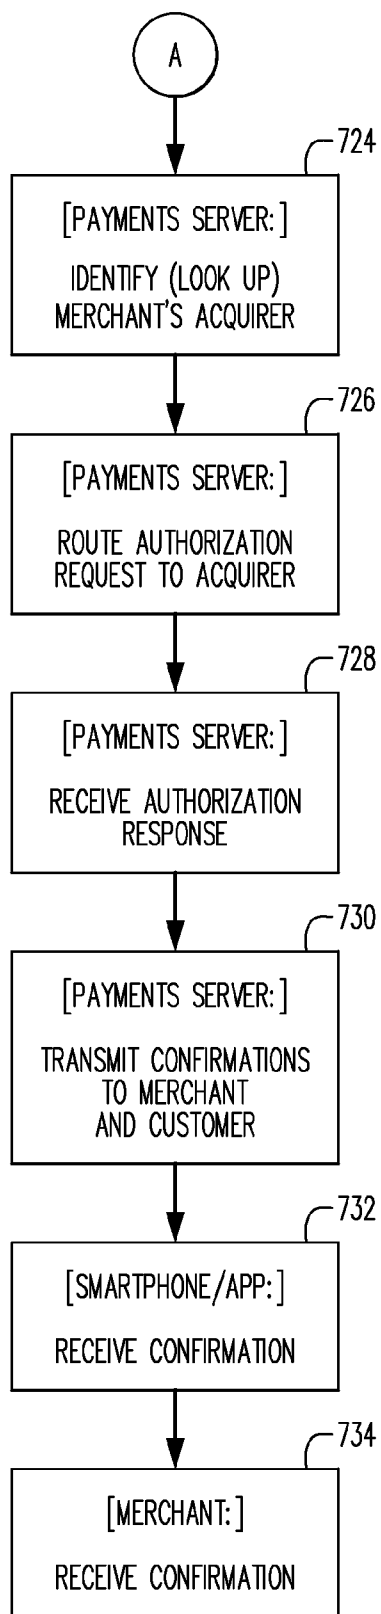 A
724
[PAYMENTS SERVER:]
IDENTIFY (LOOK UP)
MERCHANT'S ACQUIRER
726
[PAYMENTS SERVER:]
ROUTE AUTHORIZATION
REQUEST TO ACQUIRER
728
[PAYMENTS SERVER:]
RECEIVE AUTHORIZATION
RESPONSE
730
[PAYMENTS SERVER:]
TRANSMIT CONFIRMATIONS
TO MERCHANT
AND CUSTOMER
732
[SMARTPHONE/APP:]
RECEIVE CONFIRMATION
734
[MERCHANT:]
RECEIVE CONFIRMATION